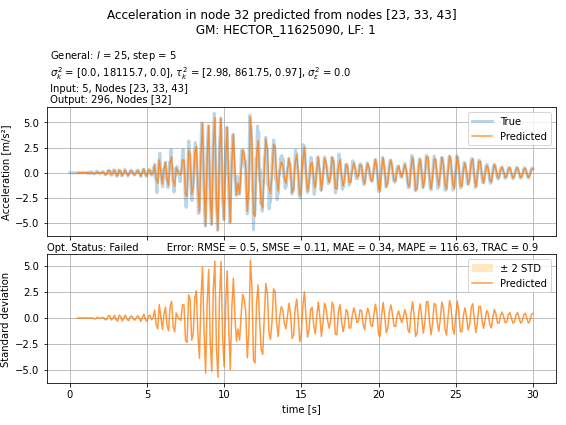 Acceleration in node 32 predicted from nodes [23, 33, 43]
GM: HECTOR_11625090, LF: 1
General: l = 25, step = 5
σ²ₖ = [0.0, 18115.7, 0.0], τ²ₖ = [2.98, 861.75, 0.97], σ²ε = 0.0
Input: 5, Nodes [23, 33, 43]
Output: 296, Nodes [32]
Acceleration [m/s²]
5.0
2.5
0.0
−2.5
−5.0
True
Predicted
Opt. Status: Failed Error: RMSE = 0.5, SMSE = 0.11, MAE = 0.34, MAPE = 116.63, TRAC = 0.9
Standard deviation
5.0
2.5
0.0
−2.5
−5.0
± 2 STD
Predicted
0 5 10 15 20 25 30
time [s]